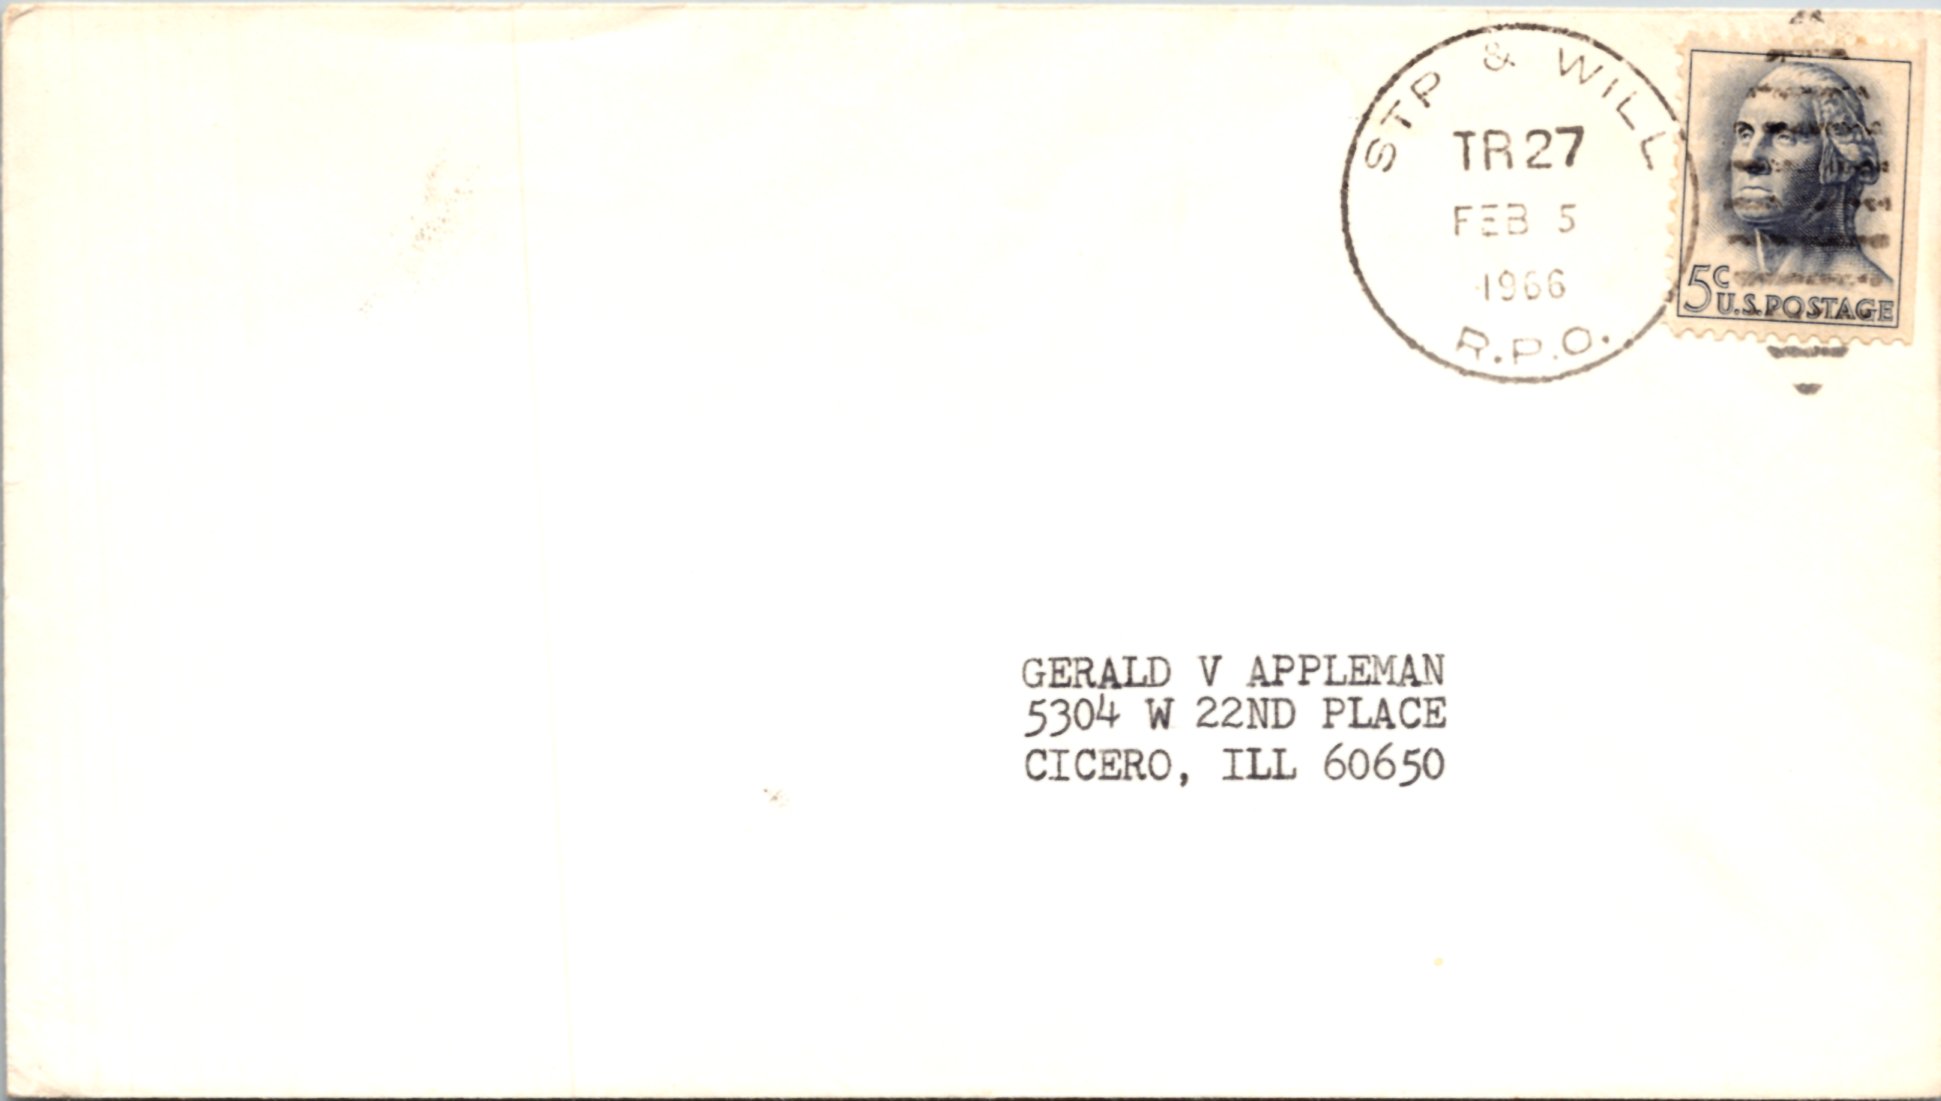 STP & WILL
TR 27
FEB 5
1966
R.P.O.
5c
U.S. POSTAGE
GERALD V APPLEMAN
5304 W 22ND PLACE
CICERO, ILL 60650